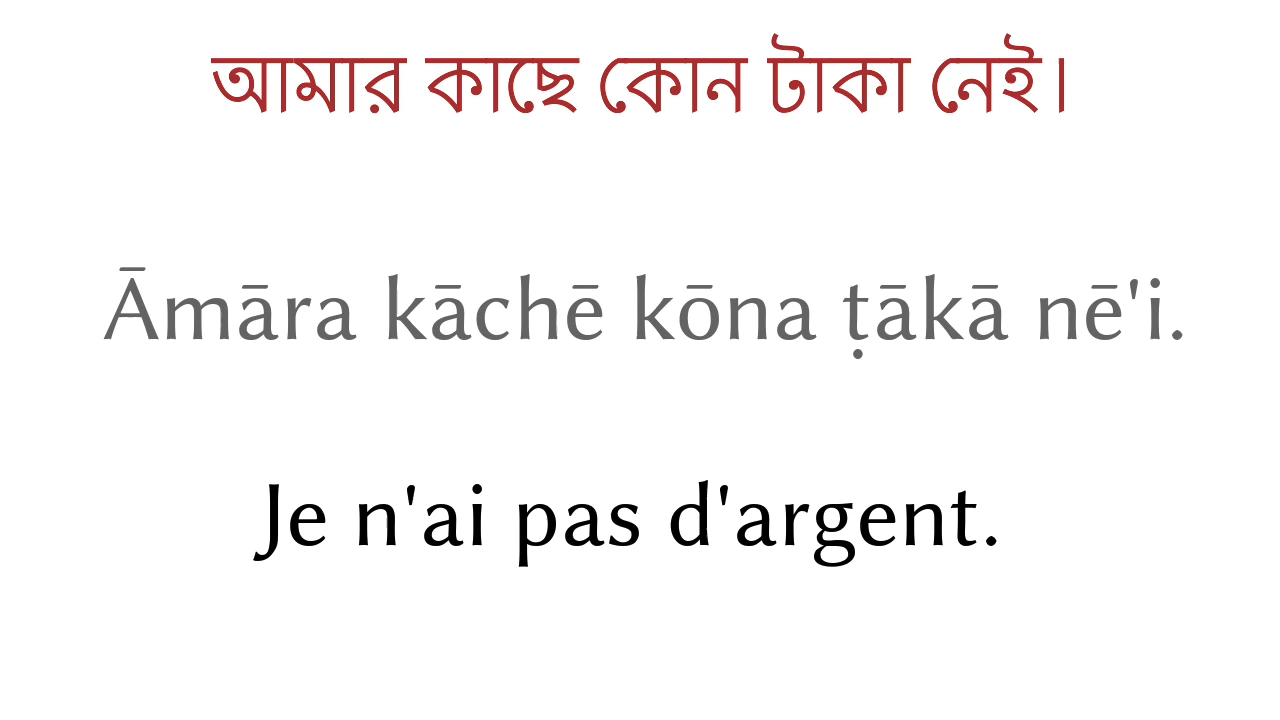 আমার কাছে কোন টাকা নেই।
Āmāra kāchē kōna ṭākā nē'i.
Je n'ai pas d'argent.